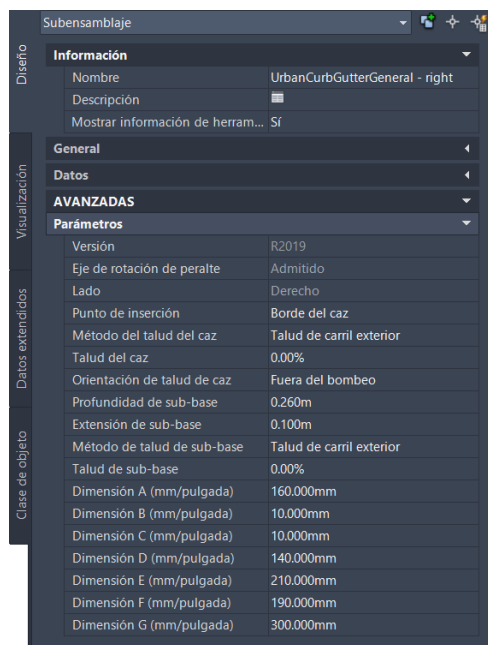 Subensamblaje
Diseño
Visualización
Datos extendidos
Clase de objeto
Información
Nombre UrbanCurbGutterGeneral - right
Descripción
Mostrar información de herram... Sí
General
Datos
AVANZADAS
Parámetros
Versión R2019
Eje de rotación de peralte Admitido
Lado Derecho
Punto de inserción Borde del caz
Método del talud del caz Talud de carril exterior
Talud del caz 0.00%
Orientación de talud de caz Fuera del bombeo
Profundidad de sub-base 0.260m
Extensión de sub-base 0.100m
Método de talud de sub-base Talud de carril exterior
Talud de sub-base 0.00%
Dimensión A (mm/pulgada) 160.000mm
Dimensión B (mm/pulgada) 10.000mm
Dimensión C (mm/pulgada) 10.000mm
Dimensión D (mm/pulgada) 140.000mm
Dimensión E (mm/pulgada) 210.000mm
Dimensión F (mm/pulgada) 190.000mm
Dimensión G (mm/pulgada) 300.000mm